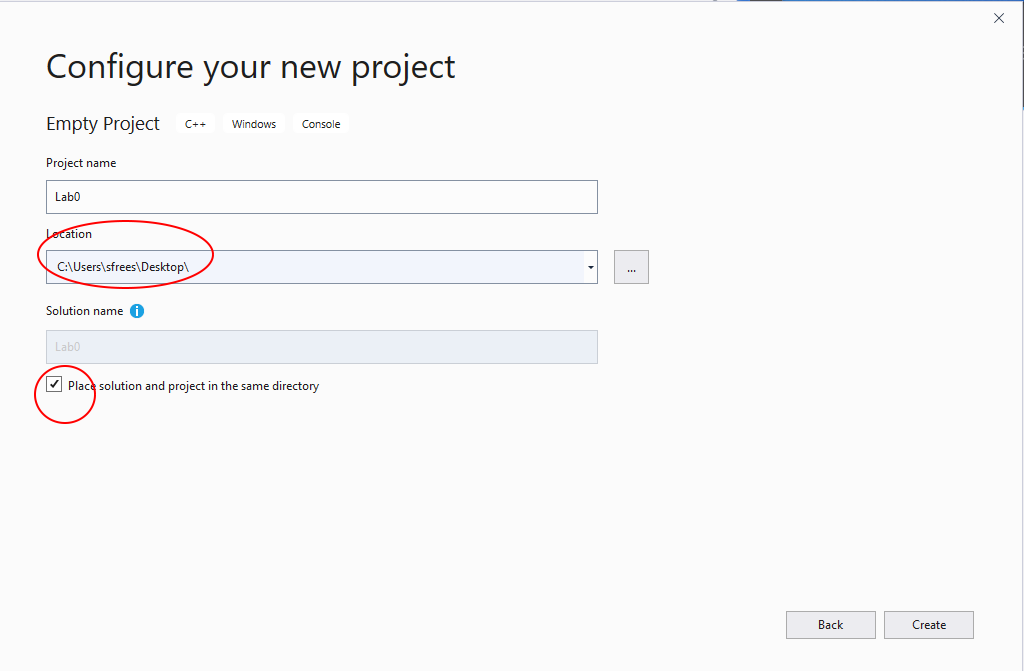 Configure your new project
Empty Project C++ Windows Console
Project name
Lab0
Location
C:\Users\sfrees\Desktop\
...
Solution name
Lab0
Place solution and project in the same directory
Back Create